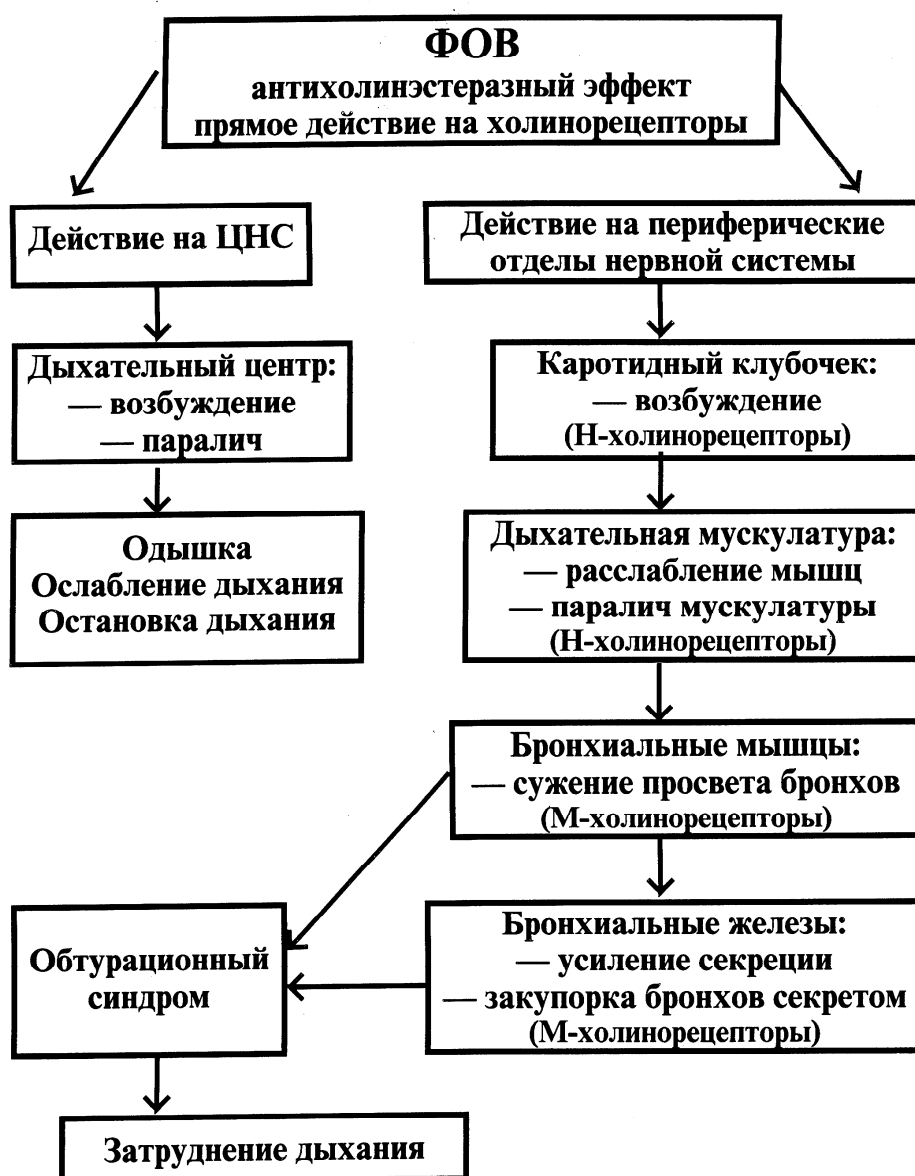 ФОВ
антихолинэстеразный эффект
прямое действие на холинорецепторы
Действие на ЦНС
Действие на периферические
отделы нервной системы
Дыхательный центр:
— возбуждение
— паралич
Каротидный клубочек:
— возбуждение
(Н-холинорецепторы)
Одышка
Ослабление дыхания
Остановка дыхания
Дыхательная мускулатура:
— расслабление мышц
— паралич мускулатуры
(Н-холинорецепторы)
Бронхиальные мышцы:
— сужение просвета бронхов
(М-холинорецепторы)
Обтурационный
синдром
Бронхиальные железы:
— усиление секреции
— закупорка бронхов секретом
(М-холинорецепторы)
Затруднение дыхания